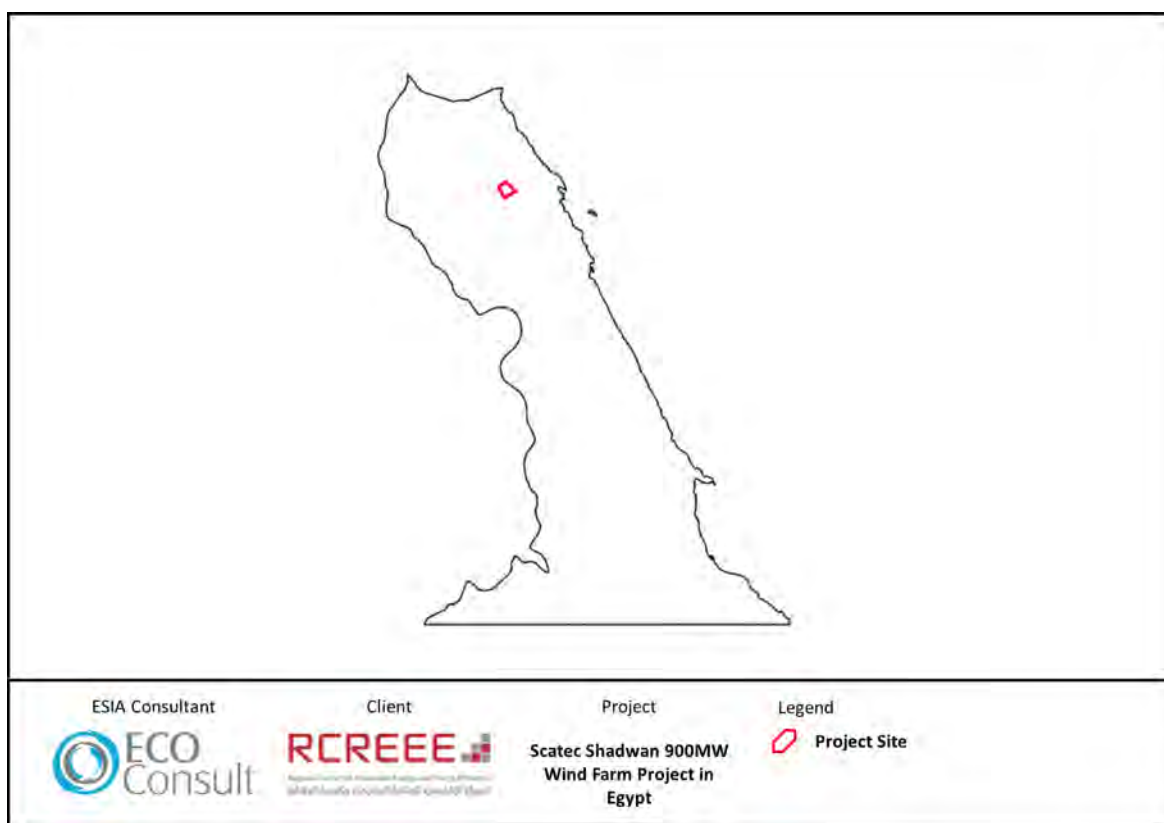 ESIA Consultant
ECO
Consult
Client
RCREEE
Project
Scatec Shadwan 900MW
Wind Farm Project in
Egypt
Legend
Project Site